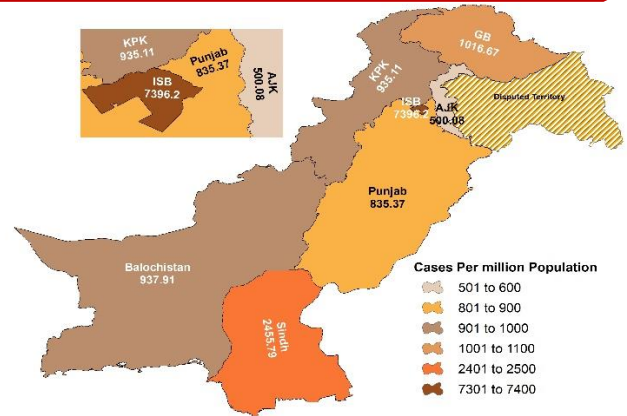 KPK
935.11
Punjab
835.37
ISB
7396.2
AJK
500.08
GB
1016.67
KPK
935.11
ISB
7396.2
AJK
500.08
Disputed Territory
Punjab
835.37
Balochistan
937.91
Sindh
2455.79
Cases Per million Population
501 to 600
801 to 900
901 to 1000
1001 to 1100
2401 to 2500
7301 to 7400